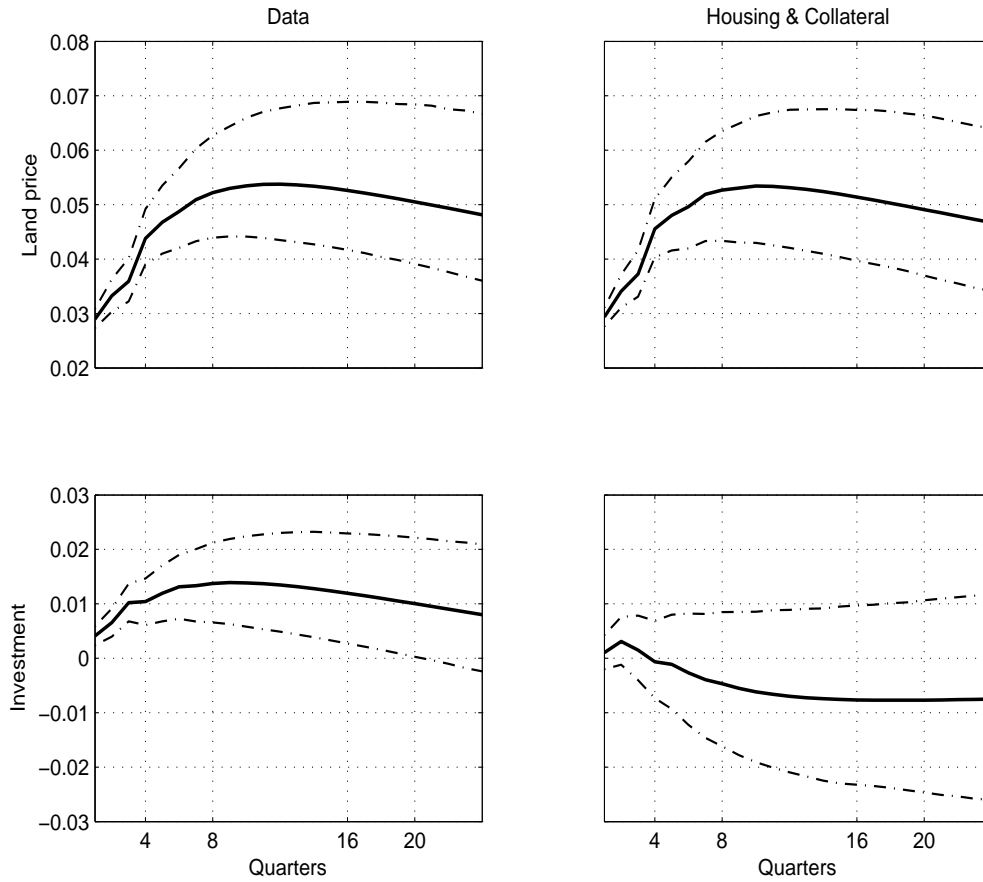 Data
Housing & Collateral
0.08
0.07
0.06
0.05
0.04
0.03
0.02
Land price
0.03
0.02
0.01
0
−0.01
−0.02
−0.03
Investment
4 8 16 20
4 8 16 20
Quarters
Quarters